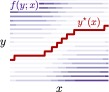 f(y; x)
y*(x)
y
x